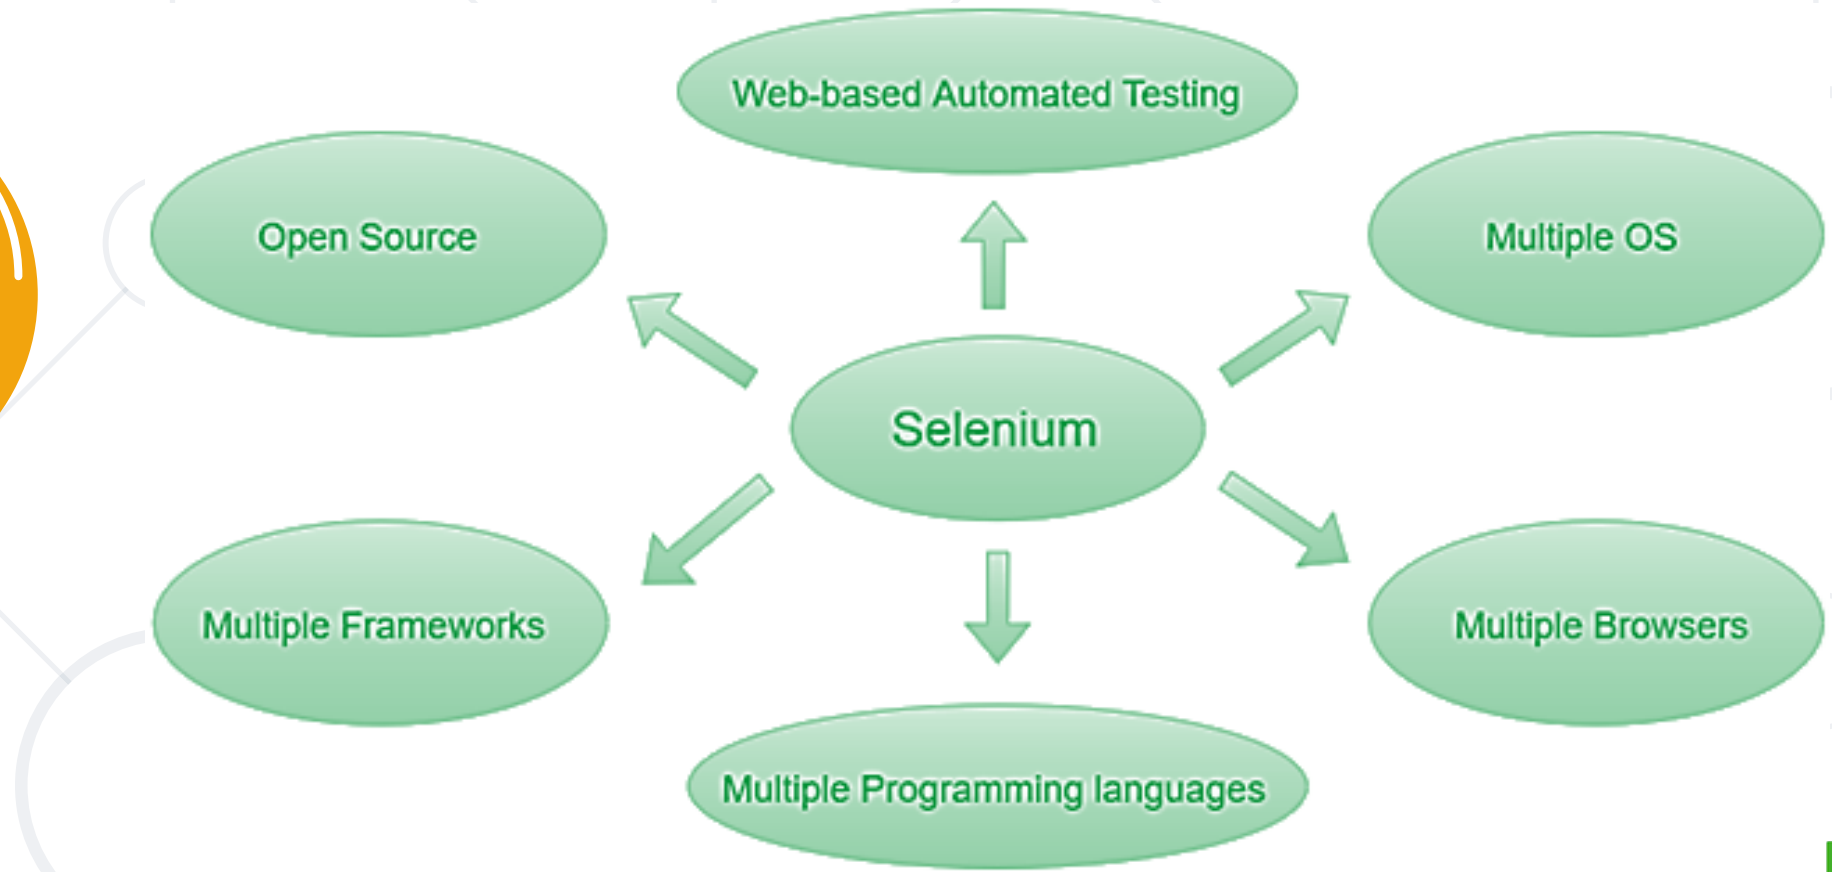 Web-based Automated Testing
Open Source
Multiple OS
Selenium
Multiple Frameworks
Multiple Browsers
Multiple Programming languages